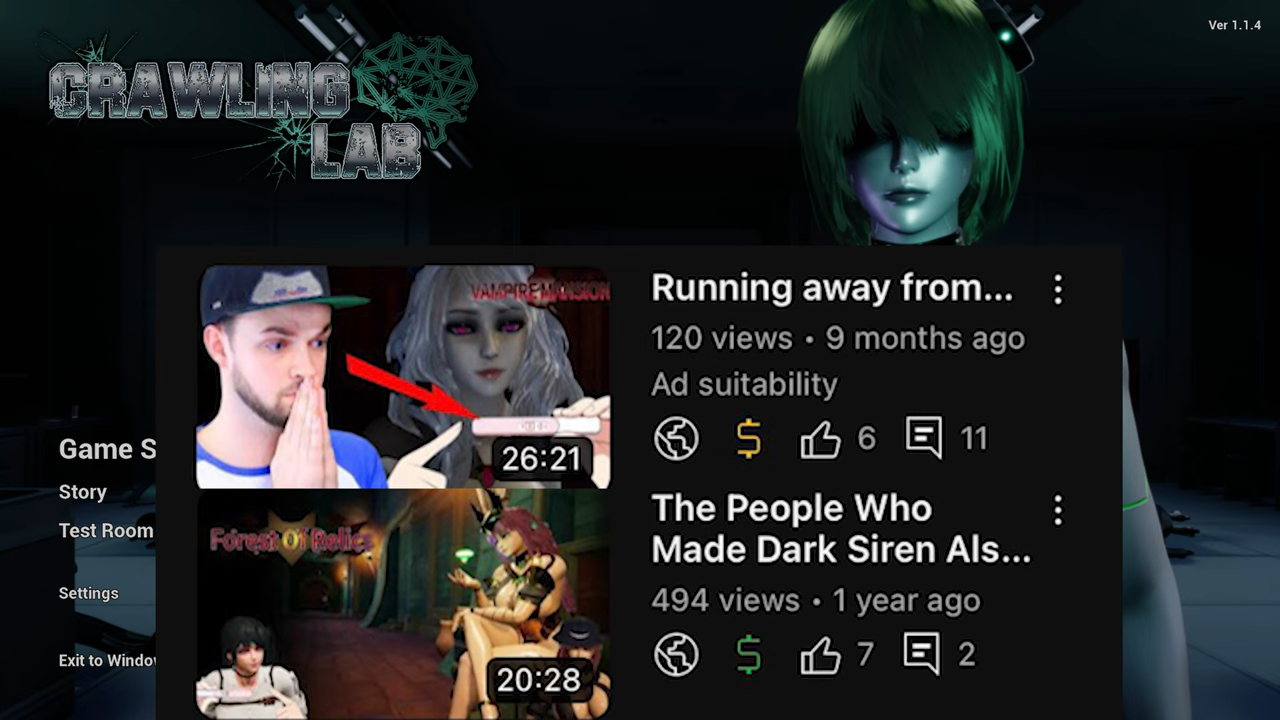 Ver 1.1.4
CRAWLING
LAB
Game S
Story
Test Room
Settings
Exit to Windo
VAMPIRE MANSION
26:21
Running away from...
120 views • 9 months ago
Ad suitability
6
11
Forest Of Relics
20:28
The People Who
Made Dark Siren Als...
494 views • 1 year ago
7
2